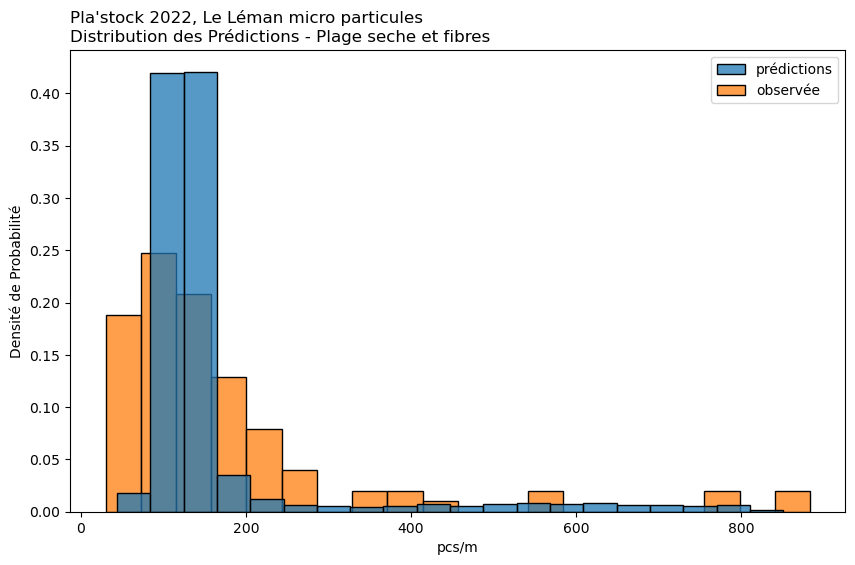 Pla'stock 2022, Le Léman micro particules
Distribution des Prédictions - Plage seche et fibres
prédictions
observée
Densité de Probabilité
0.40
0.35
0.30
0.25
0.20
0.15
0.10
0.05
0.00
0
200
400
600
800
pcs/m